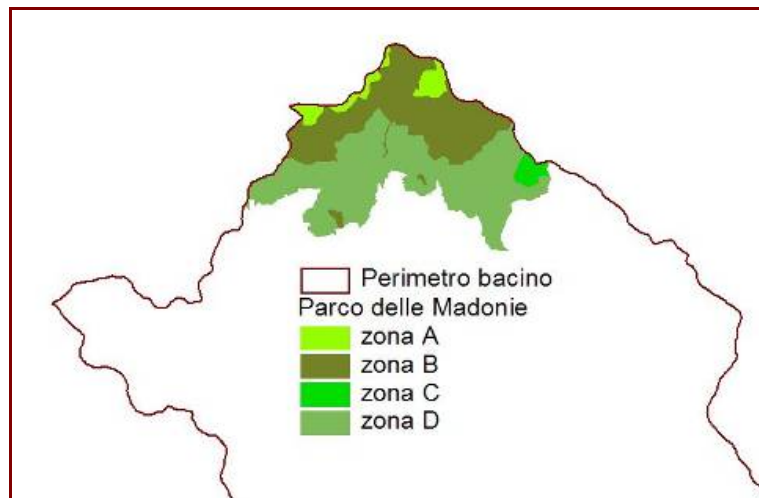 Perimetro bacino
Parco delle Madonie
zona A
zona B
zona C
zona D